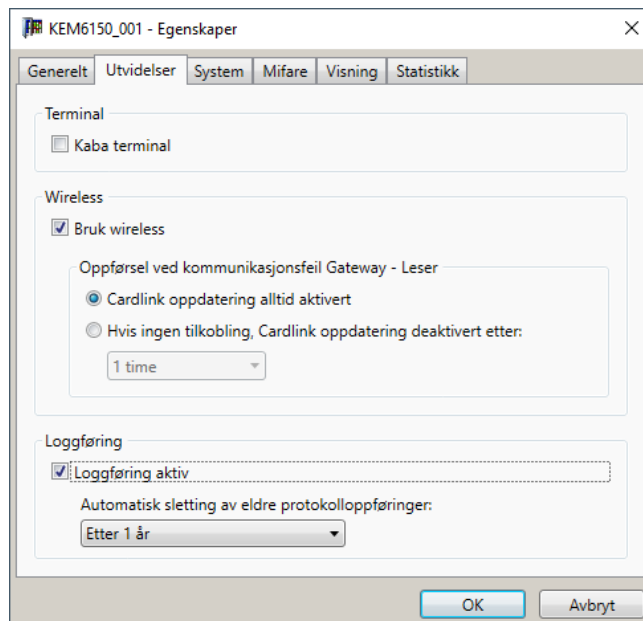 KEM6150_001 - Egenskaper
Generelt Utvidelser System Mifare Visning Statistikk
Terminal
Kaba terminal
Wireless
Bruk wireless
Oppførsel ved kommunikasjonsfeil Gateway - Leser
Cardlink oppdatering alltid aktivert
Hvis ingen tilkobling, Cardlink oppdatering deaktivert etter:
1 time
Loggføring
Loggføring aktiv
Automatisk sletting av eldre protokolloppføringer:
Etter 1 år
OK Avbryt